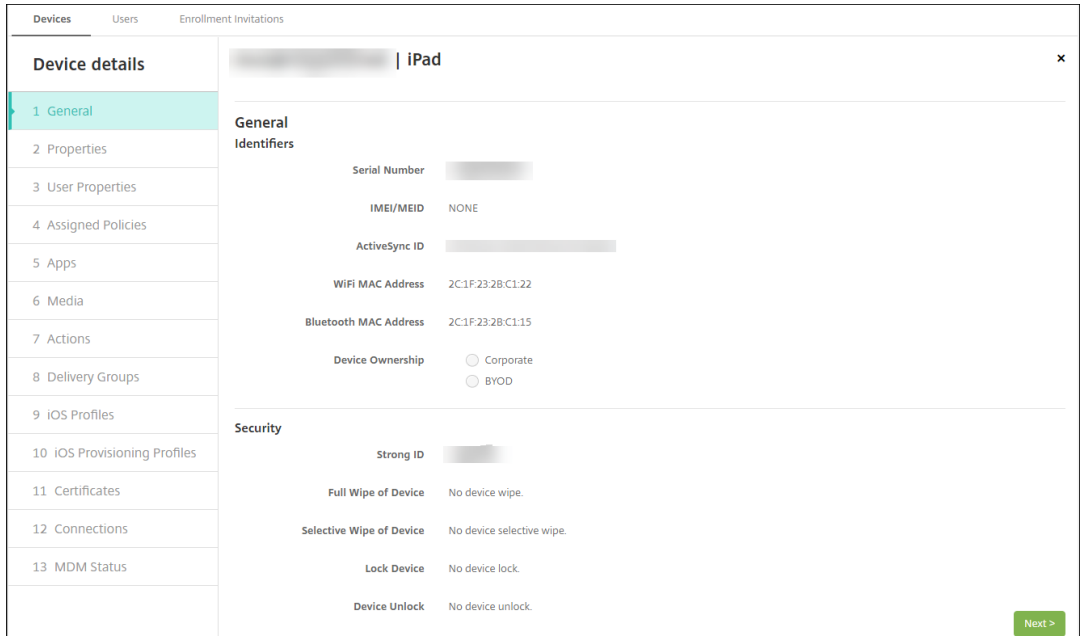 Devices Users Enrollment Invitations
Device details
| iPad
×
1 General
2 Properties
3 User Properties
4 Assigned Policies
5 Apps
6 Media
7 Actions
8 Delivery Groups
9 iOS Profiles
10 iOS Provisioning Profiles
11 Certificates
12 Connections
13 MDM Status
General
Identifiers
Serial Number
IMEI/MEID NONE
ActiveSync ID
WiFi MAC Address 2C:1F:23:2B:C1:22
Bluetooth MAC Address 2C:1F:23:2B:C1:15
Device Ownership Corporate
BYOD
Security
Strong ID
Full Wipe of Device No device wipe.
Selective Wipe of Device No device selective wipe.
Lock Device No device lock.
Device Unlock No device unlock.
Next >